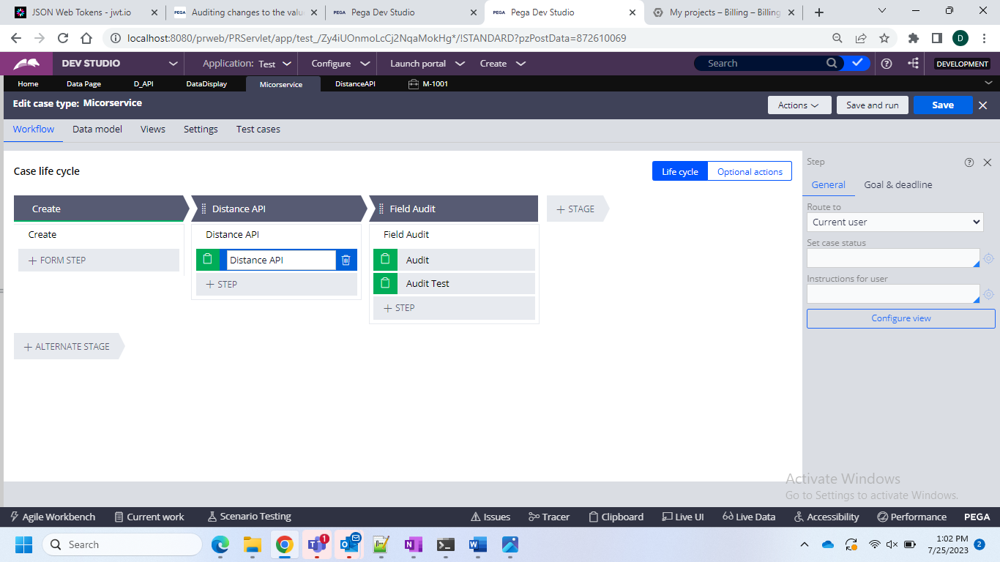 JSON Web Tokens - jwt.io
PEGA Auditing changes to the valu
PEGA Pega Dev Studio
PEGA Pega Dev Studio
My projects – Billing – Billing
localhost:8080/prweb/PRServlet/app/test_/Zy4iUOnmoLcCj2NqaMokHg*/!STANDARD?pzPostData=872610069
D
DEV STUDIO
Application: Test
Configure
Launch portal
Create
Search
DEVELOPMENT
Home
Data Page
D_API
DataDisplay
Micorservice
DistanceAPI
M-1001
Edit case type: Micorservice
Actions
Save and run
Save
Workflow
Data model
Views
Settings
Test cases
Case life cycle
Life cycle
Optional actions
Create
Distance API
Field Audit
+ STAGE
Create
+ FORM STEP
Distance API
Distance API
+ STEP
Field Audit
Audit
Audit Test
+ STEP
+ ALTERNATE STAGE
Step
General
Goal & deadline
Route to
Current user
Set case status
Instructions for user
Configure view
Activate Windows
Go to Settings to activate Windows.
Agile Workbench
Current work
Scenario Testing
Issues
Tracer
Clipboard
Live UI
Live Data
Accessibility
Performance
PEGA
Search
1
1:02 PM
7/25/2023
2